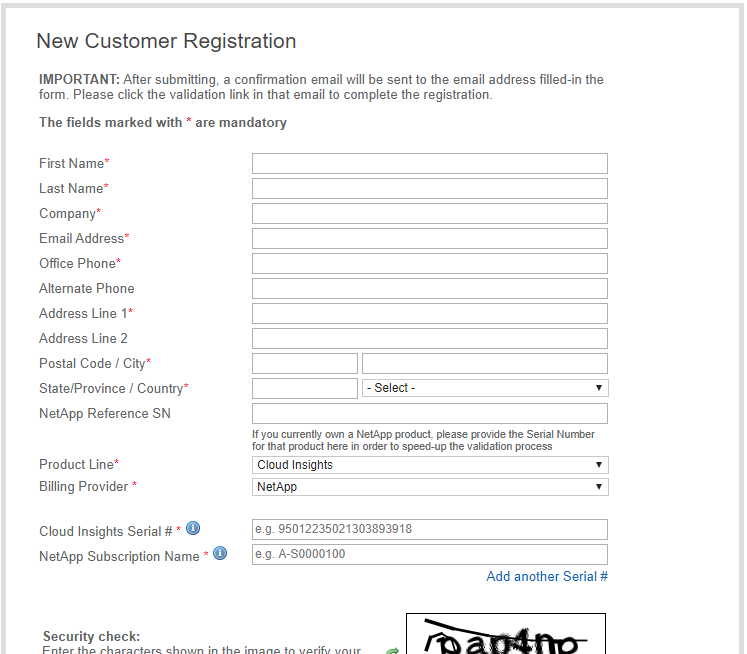 New Customer Registration
IMPORTANT: After submitting, a confirmation email will be sent to the email address filled-in the
form. Please click the validation link in that email to complete the registration.
The fields marked with * are mandatory
First Name*
Last Name*
Company*
Email Address*
Office Phone*
Alternate Phone
Address Line 1*
Address Line 2
Postal Code / City*
State/Province / Country* - Select -
NetApp Reference SN
If you currently own a NetApp product, please provide the Serial Number
for that product here in order to speed-up the validation process
Product Line* Cloud Insights
Billing Provider * NetApp
Cloud Insights Serial # * e.g. 95012235021303893918
NetApp Subscription Name * e.g. A-S0000100
Add another Serial #
Security check:
Enter the characters shown in the image to verify your